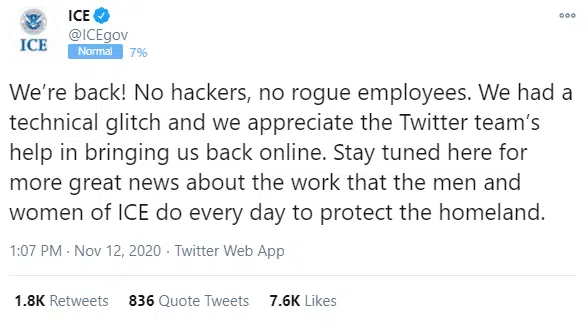 ICE
@ICEgov
ICE
Normal 7%
We’re back! No hackers, no rogue employees. We had a
technical glitch and we appreciate the Twitter team’s
help in bringing us back online. Stay tuned here for
more great news about the work that the men and
women of ICE do every day to protect the homeland.
1:07 PM · Nov 12, 2020 · Twitter Web App
1.8K Retweets 836 Quote Tweets 7.6K Likes